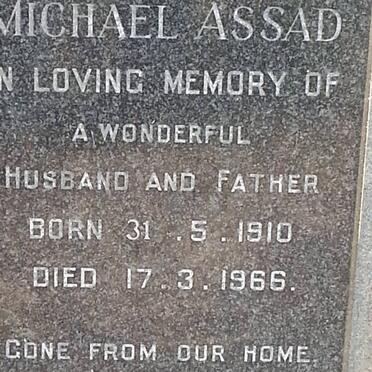 MICHAEL ASSAD
IN LOVING MEMORY OF
A WONDERFUL
HUSBAND AND FATHER
BORN 31.5.1910
DIED 17.3.1966.
GONE FROM OUR HOME